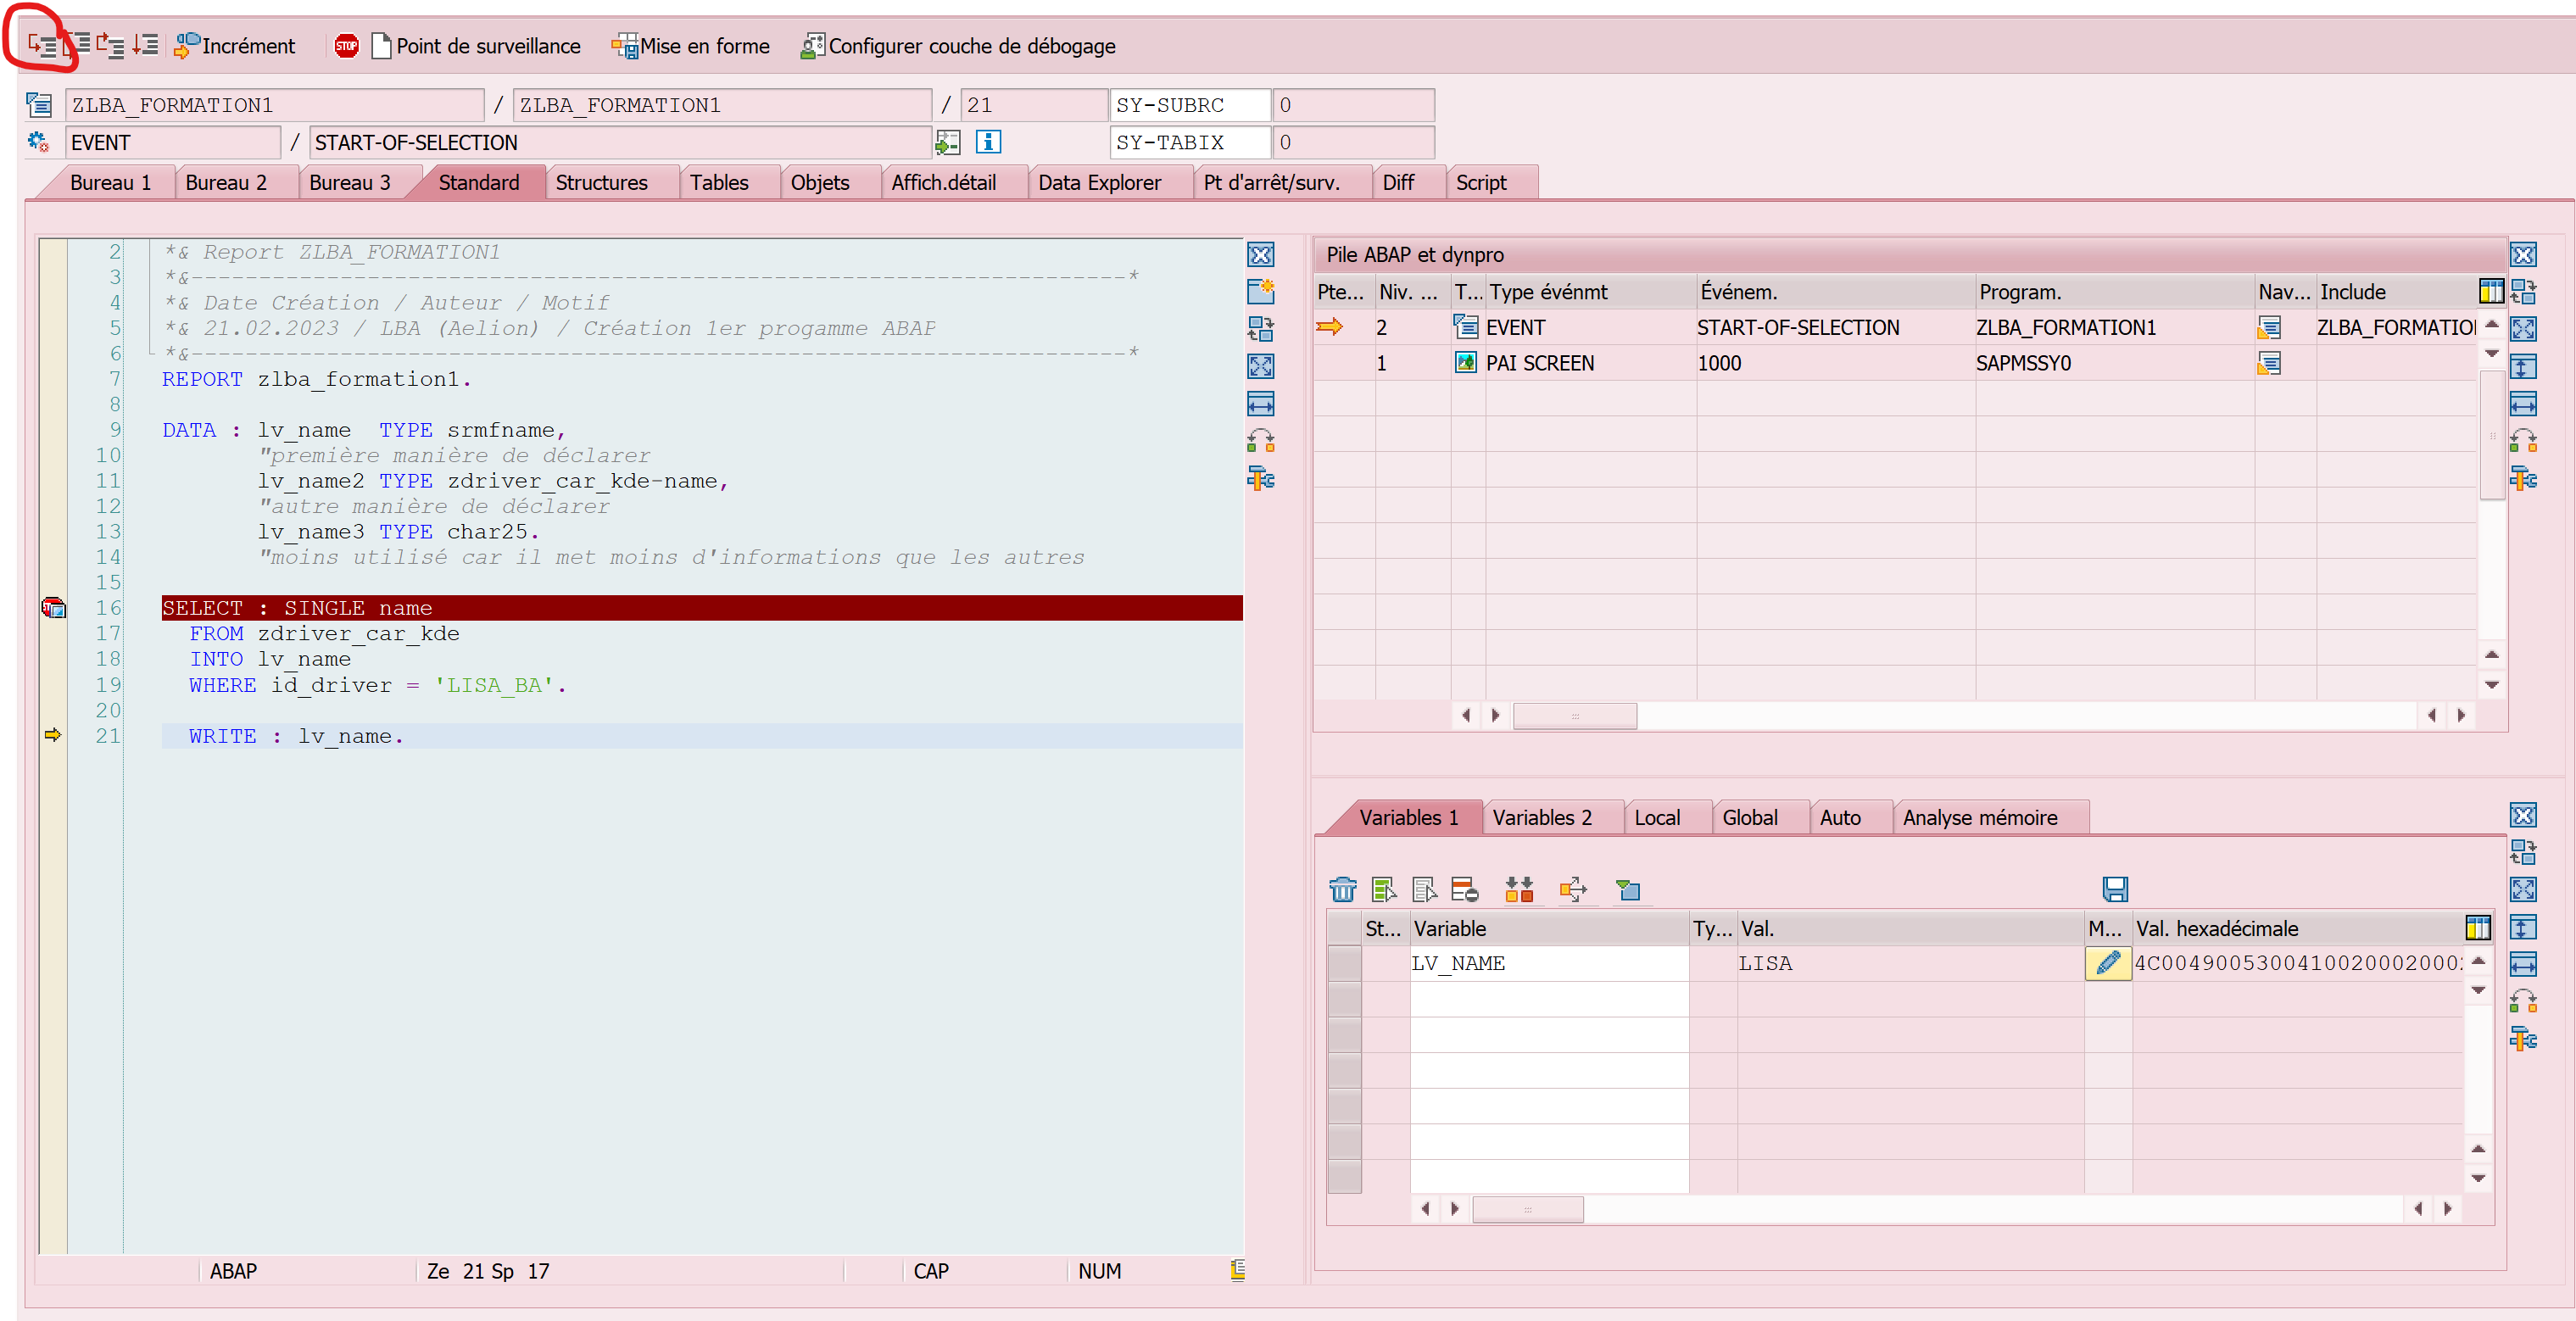 Incrément STOP Point de surveillance Mise en forme Configurer couche de débogage
ZLBA_FORMATION1 / ZLBA_FORMATION1 / 21 SY-SUBRC 0
EVENT / START-OF-SELECTION SY-TABIX 0
Bureau 1 Bureau 2 Bureau 3 Standard Structures Tables Objets Affich.détail Data Explorer Pt d'arrêt/surv. Diff Script
2 *& Report ZLBA_FORMATION1
3 *&---------------------------------------------------------------------*
4 *& Date Création / Auteur / Motif
5 *& 21.02.2023 / LBA (Aelion) / Création 1er progamme ABAP
6 *&---------------------------------------------------------------------*
7 REPORT zlba_formation1.
8
9 DATA : lv_name  TYPE srmfname,
10 "première manière de déclarer
11 lv_name2 TYPE zdriver_car_kde-name,
12 "autre manière de déclarer
13 lv_name3 TYPE char25.
14 "moins utilisé car il met moins d'informations que les autres
15
16 SELECT : SINGLE name
17 FROM zdriver_car_kde
18 INTO lv_name
19 WHERE id_driver = 'LISA_BA'.
20
21 WRITE : lv_name.
ABAP Ze 21 Sp 17 CAP NUM
Pile ABAP et dynpro
Pte... Niv. ... T... Type événmt Événem. Program. Nav... Include
2 EVENT START-OF-SELECTION ZLBA_FORMATION1 ZLBA_FORMATIO
1 PAI SCREEN 1000 SAPMSSY0
Variables 1 Variables 2 Local Global Auto Analyse mémoire
St... Variable Ty... Val. M... Val. hexadécimale
LV_NAME LISA 4C00490053004100200020002